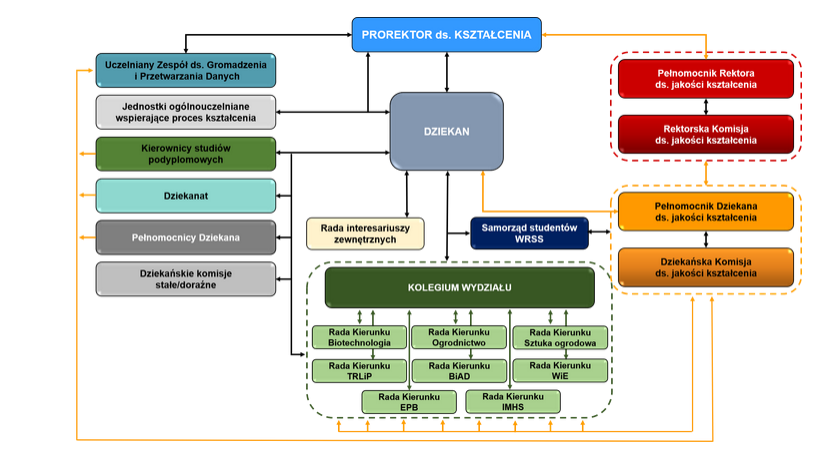 PROREKTOR ds. KSZTAŁCENIA
Uczelniany Zespół ds. Gromadzenia
i Przetwarzania Danych
Jednostki ogólnouczelniane
wspierające proces kształcenia
Kierownicy studiów
podyplomowych
Dziekanat
Pełnomocnicy Dziekana
Dziekańskie komisje
stałe/doraźne
DZIEKAN
Rada interesariuszy
zewnętrznych
Samorząd studentów
WRSS
Pełnomocnik Rektora
ds. jakości kształcenia
Rektorska Komisja
ds. jakości kształcenia
Pełnomocnik Dziekana
ds. jakości kształcenia
Dziekańska Komisja
ds. jakości kształcenia
KOLEGIUM WYDZIAŁU
Rada Kierunku
Biotechnologia
Rada Kierunku
Ogrodnictwo
Rada Kierunku
Sztuka ogrodowa
Rada Kierunku
TRLiP
Rada Kierunku
BiAD
Rada Kierunku
WiE
Rada Kierunku
EPB
Rada Kierunku
IMHS